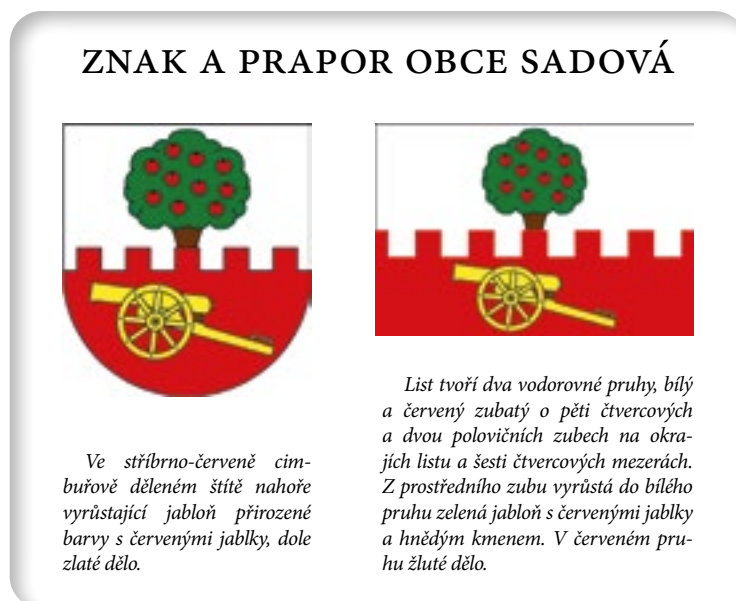 ZNAK A PRAPOR OBCE SADOVÁ
Ve stříbrno-červeně cim-
buřově děleném štítě nahoře
vyrůstající jabloň přirozené
barvy s červenými jablky, dole
zlaté dělo.
List tvoří dva vodorovné pruhy, bílý
a červený zubatý o pěti čtvercových
a dvou polovičních zubech na okra-
jích listu a šesti čtvercových mezerách.
Z prostředního zubu vyrůstá do bílého
pruhu zelená jabloň s červenými jablky
a hnědým kmenem. V červeném pru-
hu žluté dělo.